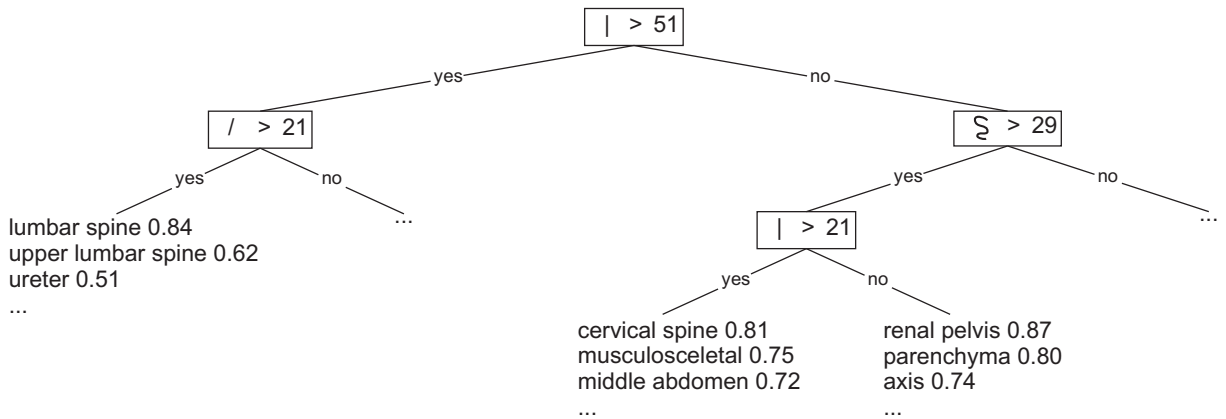 | > 51
yes
no
/ > 21
> 29
yes
no
yes
no
lumbar spine 0.84
upper lumbar spine 0.62
ureter 0.51
...
...
| > 21
...
yes
no
cervical spine 0.81
musculosceletal 0.75
middle abdomen 0.72
...
renal pelvis 0.87
parenchyma 0.80
axis 0.74
...